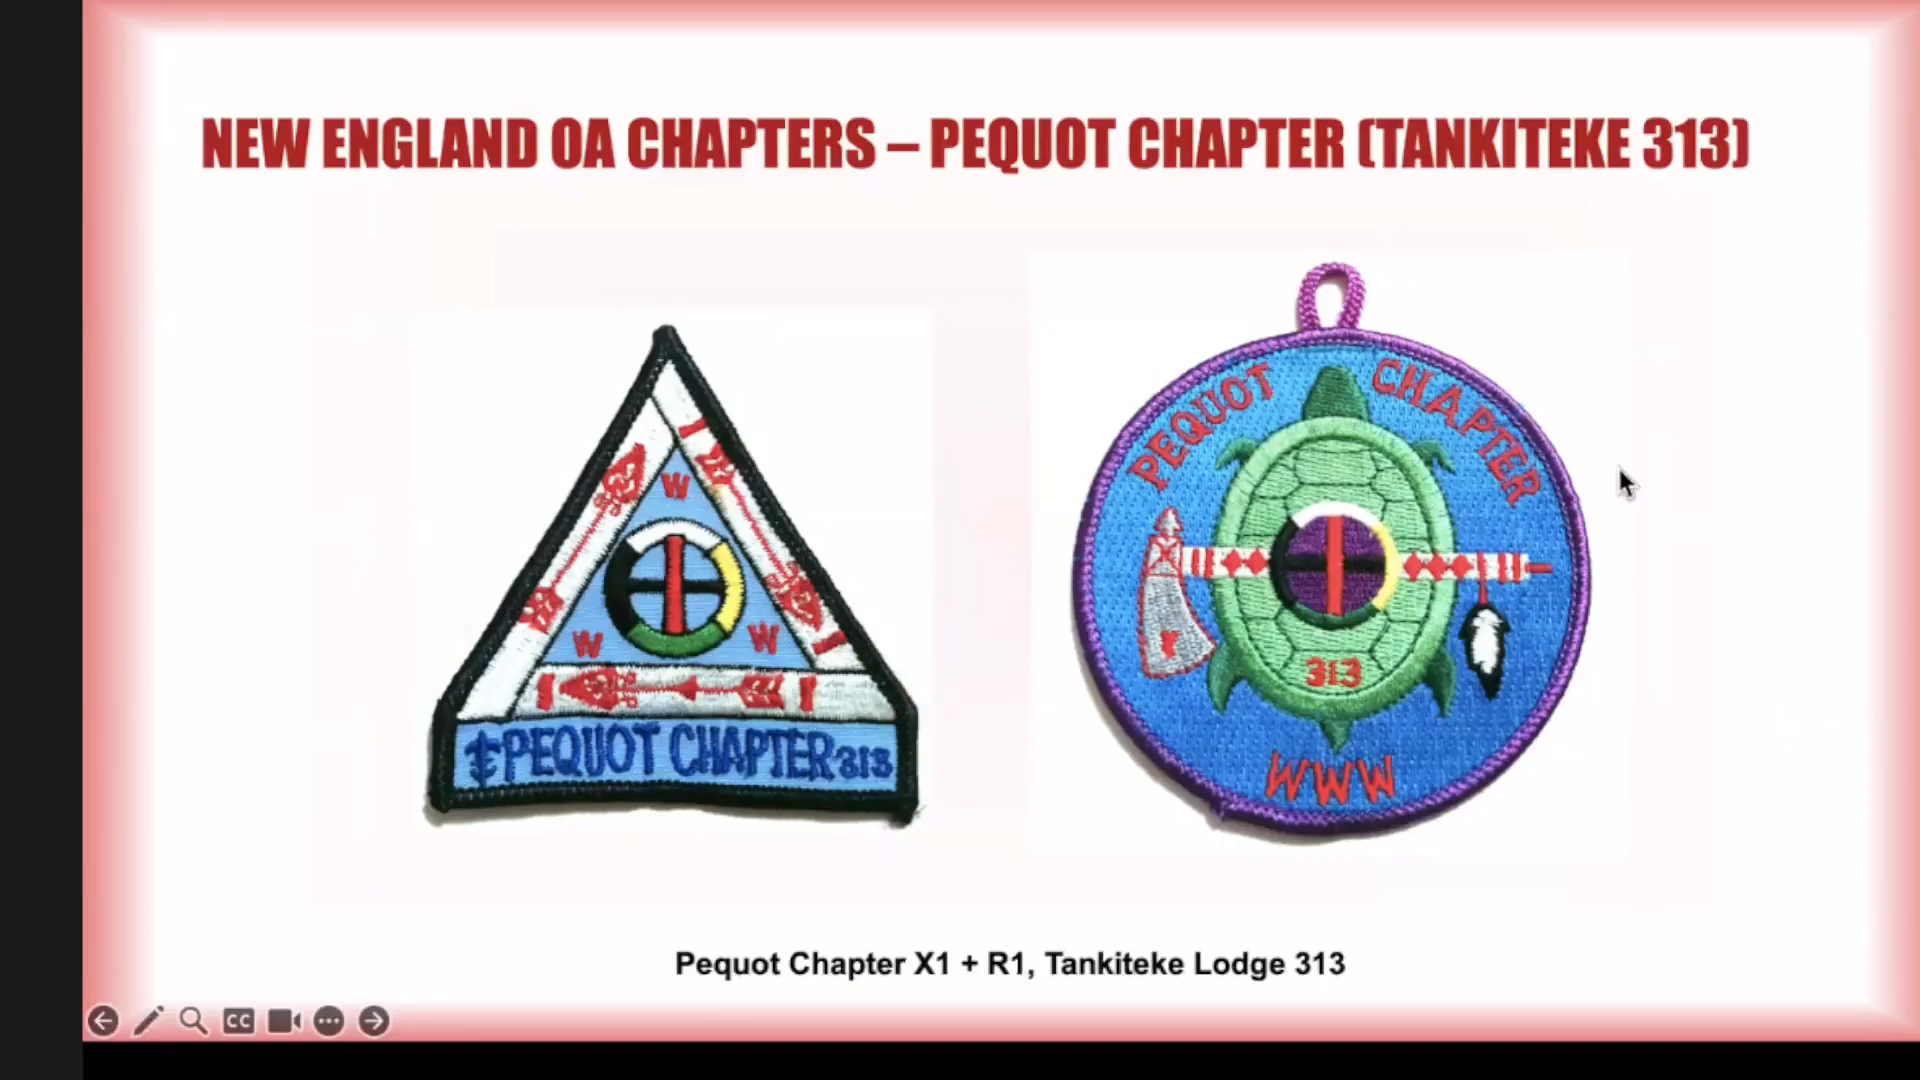 NEW ENGLAND OA CHAPTERS – PEQUOT CHAPTER (TANKITEKE 313)
W
W W
PEQUOT CHAPTER 313
PEQUOT CHAPTER
313
WWW
Pequot Chapter X1 + R1, Tankiteke Lodge 313
CC